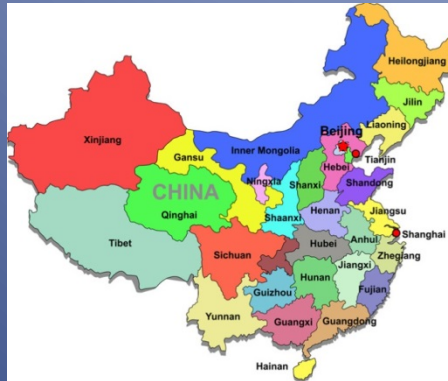 Heilongjiang
Jilin
Liaoning
Beijing
Xinjiang
Gansu
Inner Mongolia
Hebei
Tianjin
Ningxia
Shanxi
Shandong
CHINA
Qinghai
Shaanxi
Henan
Jiangsu
Shanghai
Tibet
Sichuan
Hubei
Anhui
Zhegiang
Jiangxi
Hunan
Guizhou
Fujian
Yunnan
Guangxi
Guangdong
Hainan